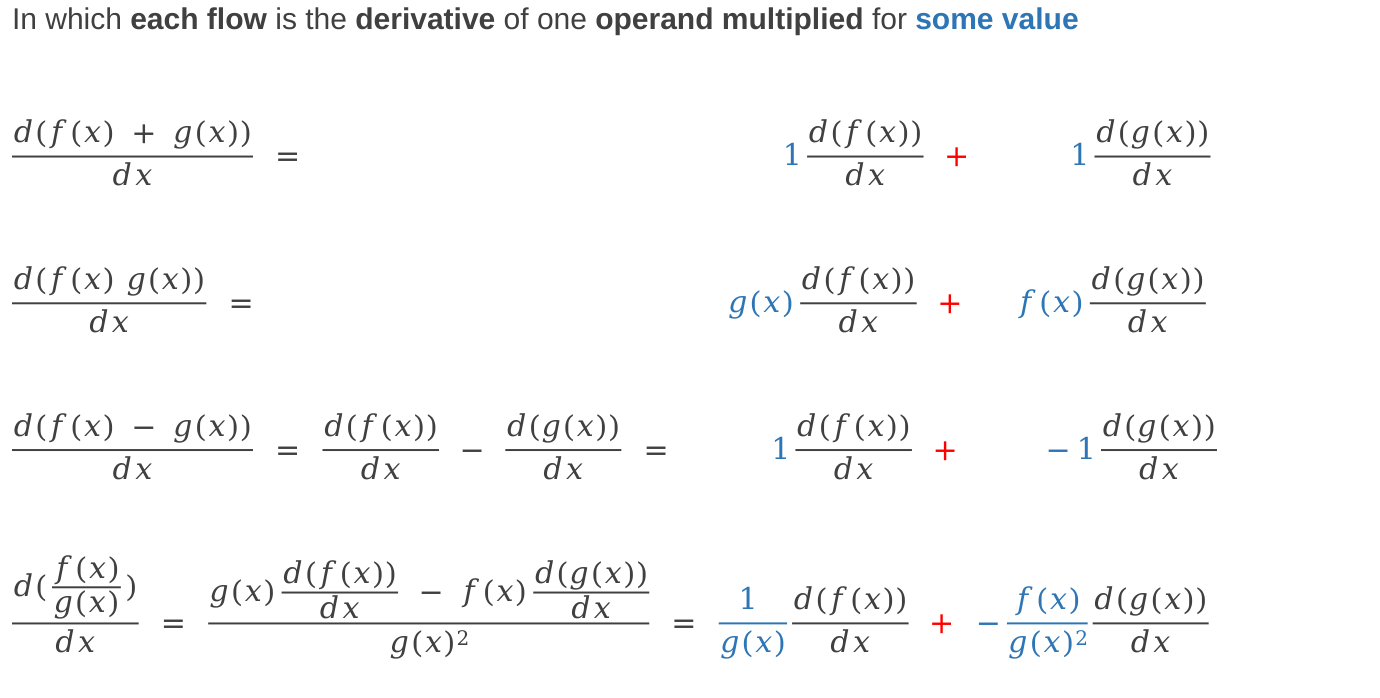 In which each flow is the derivative of one operand multiplied for some value
d(f(x) + g(x))/dx = 1 d(f(x))/dx + 1 d(g(x))/dx
d(f(x) g(x))/dx = g(x) d(f(x))/dx + f(x) d(g(x))/dx
d(f(x) − g(x))/dx = d(f(x))/dx − d(g(x))/dx = 1 d(f(x))/dx + −1 d(g(x))/dx
d(f(x)/g(x))/dx = (g(x) d(f(x))/dx − f(x) d(g(x))/dx)/g(x)² = 1/g(x) d(f(x))/dx + −f(x)/g(x)² d(g(x))/dx